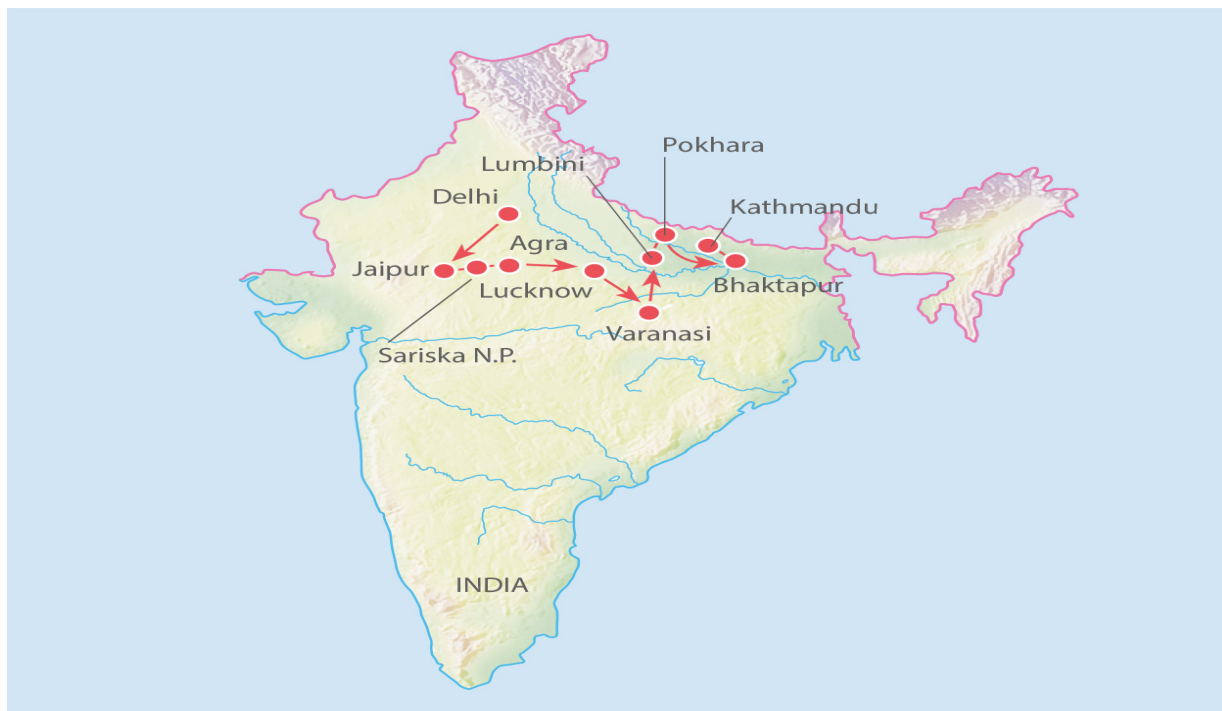 Pokhara
Lumbini
Delhi
Kathmandu
Agra
Jaipur
Lucknow
Bhaktapur
Varanasi
Sariska N.P.
INDIA